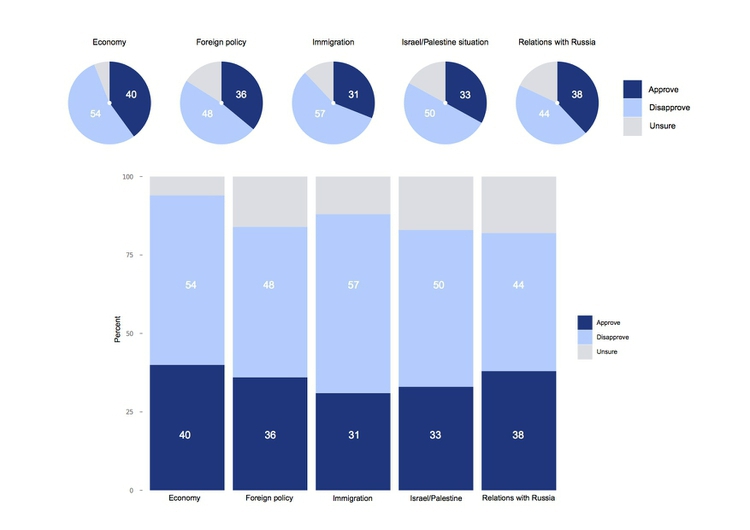 Economy
Foreign policy
Immigration
Israel/Palestine situation
Relations with Russia
40
54
36
48
31
57
33
50
38
44
Approve
Disapprove
Unsure
100
75
50
25
0
Percent
54
48
57
50
44
40
36
31
33
38
Approve
Disapprove
Unsure
Economy
Foreign policy
Immigration
Israel/Palestine
Relations with Russia